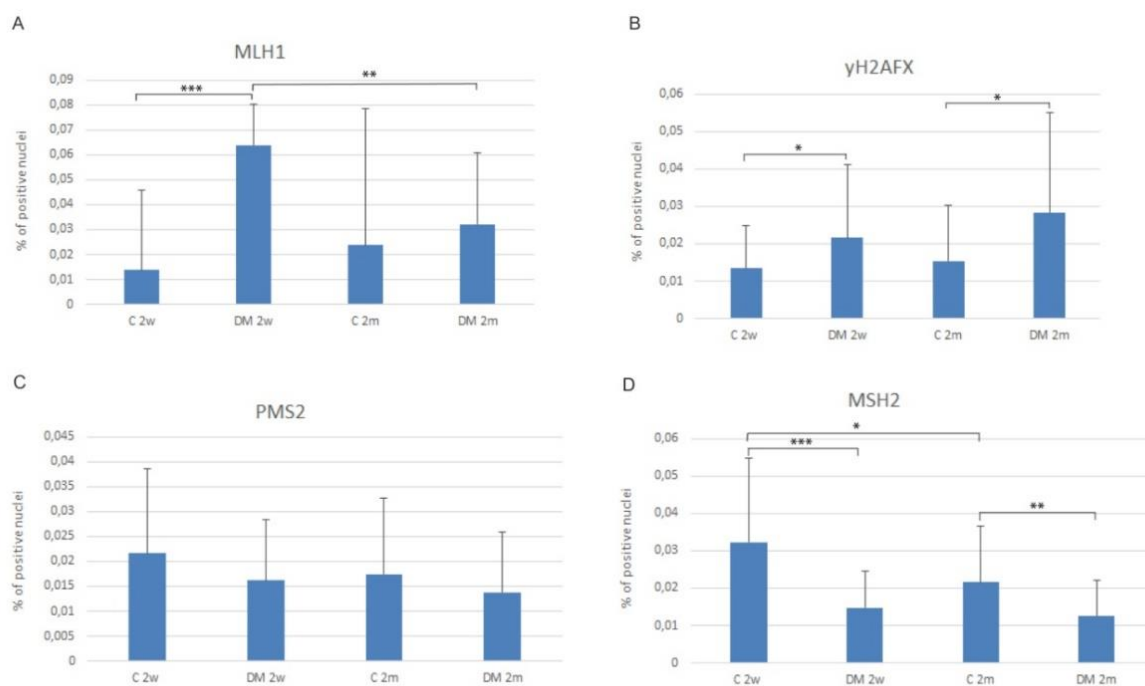 A
MLH1
% of positive nuclei
0,09
0,08
0,07
0,06
0,05
0,04
0,03
0,02
0,01
0
***
**
C 2w DM 2w C 2m DM 2m
B
yH2AFX
% of positive nuclei
0,06
0,05
0,04
0,03
0,02
0,01
0
*
*
C 2w DM 2w C 2m DM 2m
C
PMS2
% of positive nuclei
0,045
0,04
0,035
0,03
0,025
0,02
0,015
0,01
0,005
0
C 2w DM 2w C 2m DM 2m
D
MSH2
% of positive nuclei
0,06
0,05
0,04
0,03
0,02
0,01
0
*
***
**
C 2w DM 2w C 2m DM 2m